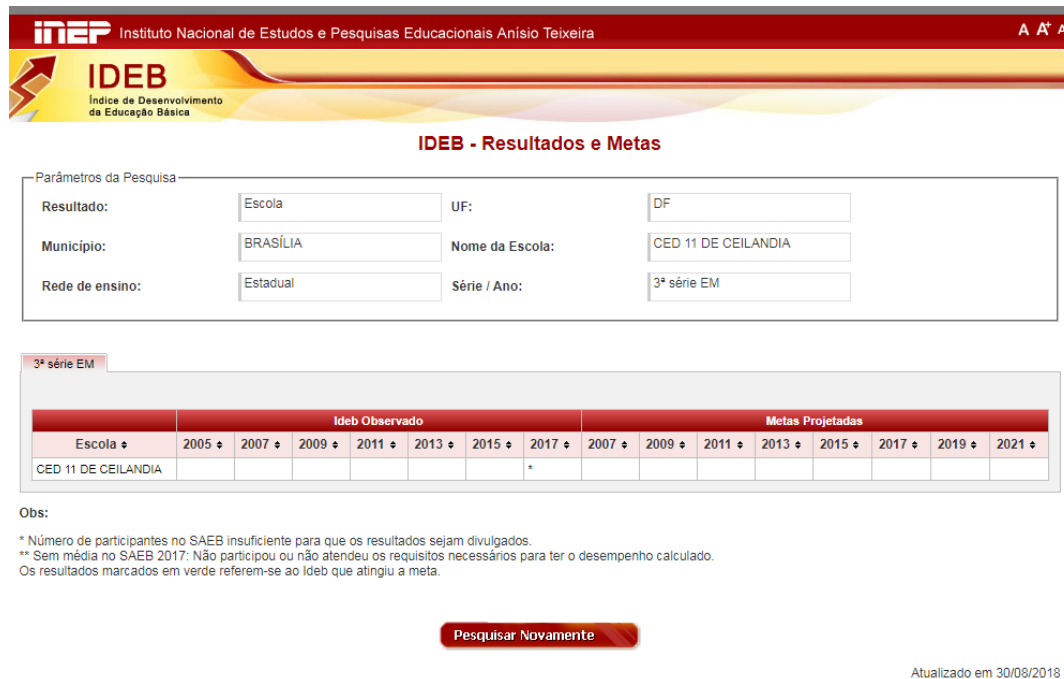 INEP Instituto Nacional de Estudos e Pesquisas Educacionais Anísio Teixeira A A+ A
IDEB
Índice de Desenvolvimento
da Educação Básica
IDEB - Resultados e Metas
Parâmetros da Pesquisa
Resultado: Escola UF: DF
Município: BRASÍLIA Nome da Escola: CED 11 DE CEILANDIA
Rede de ensino: Estadual Série / Ano: 3ª série EM
3ª série EM
Ideb Observado Metas Projetadas
Escola 2005 2007 2009 2011 2013 2015 2017 2007 2009 2011 2013 2015 2017 2019 2021
CED 11 DE CEILANDIA *
Obs:
* Número de participantes no SAEB insuficiente para que os resultados sejam divulgados.
** Sem média no SAEB 2017: Não participou ou não atendeu os requisitos necessários para ter o desempenho calculado.
Os resultados marcados em verde referem-se ao Ideb que atingiu a meta.
Pesquisar Novamente
Atualizado em 30/08/2018